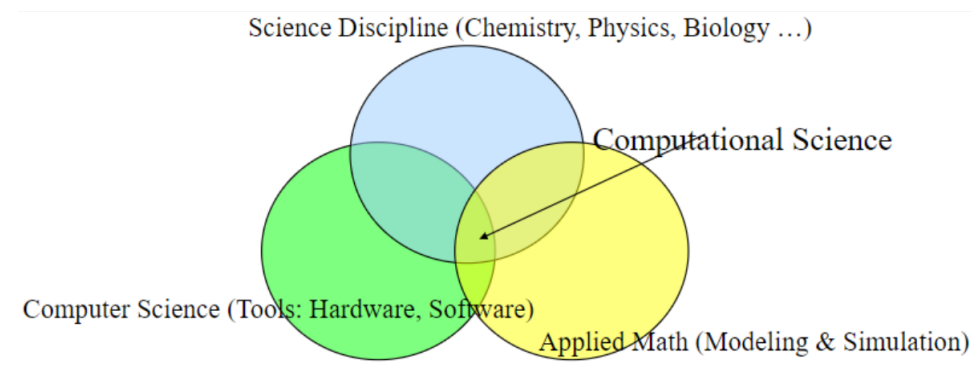 Science Discipline (Chemistry, Physics, Biology …)
Computational Science
Computer Science (Tools: Hardware, Software)
Applied Math (Modeling & Simulation)